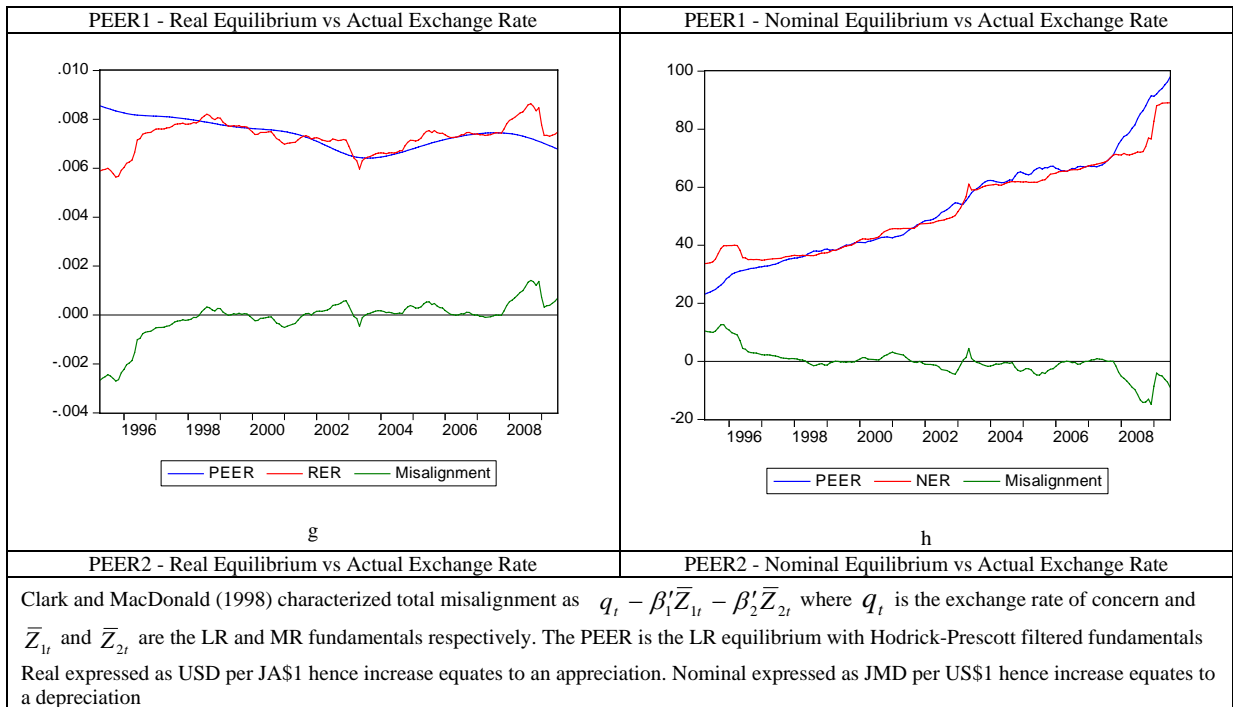 PEER1 - Real Equilibrium vs Actual Exchange Rate
PEER1 - Nominal Equilibrium vs Actual Exchange Rate
.010
.008
.006
.004
.002
.000
-.002
-.004
1996 1998 2000 2002 2004 2006 2008
PEER RER Misalignment
g
100
80
60
40
20
0
-20
1996 1998 2000 2002 2004 2006 2008
PEER NER Misalignment
h
PEER2 - Real Equilibrium vs Actual Exchange Rate
PEER2 - Nominal Equilibrium vs Actual Exchange Rate
Clark and MacDonald (1998) characterized total misalignment as q_t − β′_1 Z̄_{1t} − β′_2 Z̄_{2t} where q_t is the exchange rate of concern and
Z̄_{1t} and Z̄_{2t} are the LR and MR fundamentals respectively. The PEER is the LR equilibrium with Hodrick-Prescott filtered fundamentals
Real expressed as USD per JA$1 hence increase equates to an appreciation. Nominal expressed as JMD per US$1 hence increase equates to
a depreciation